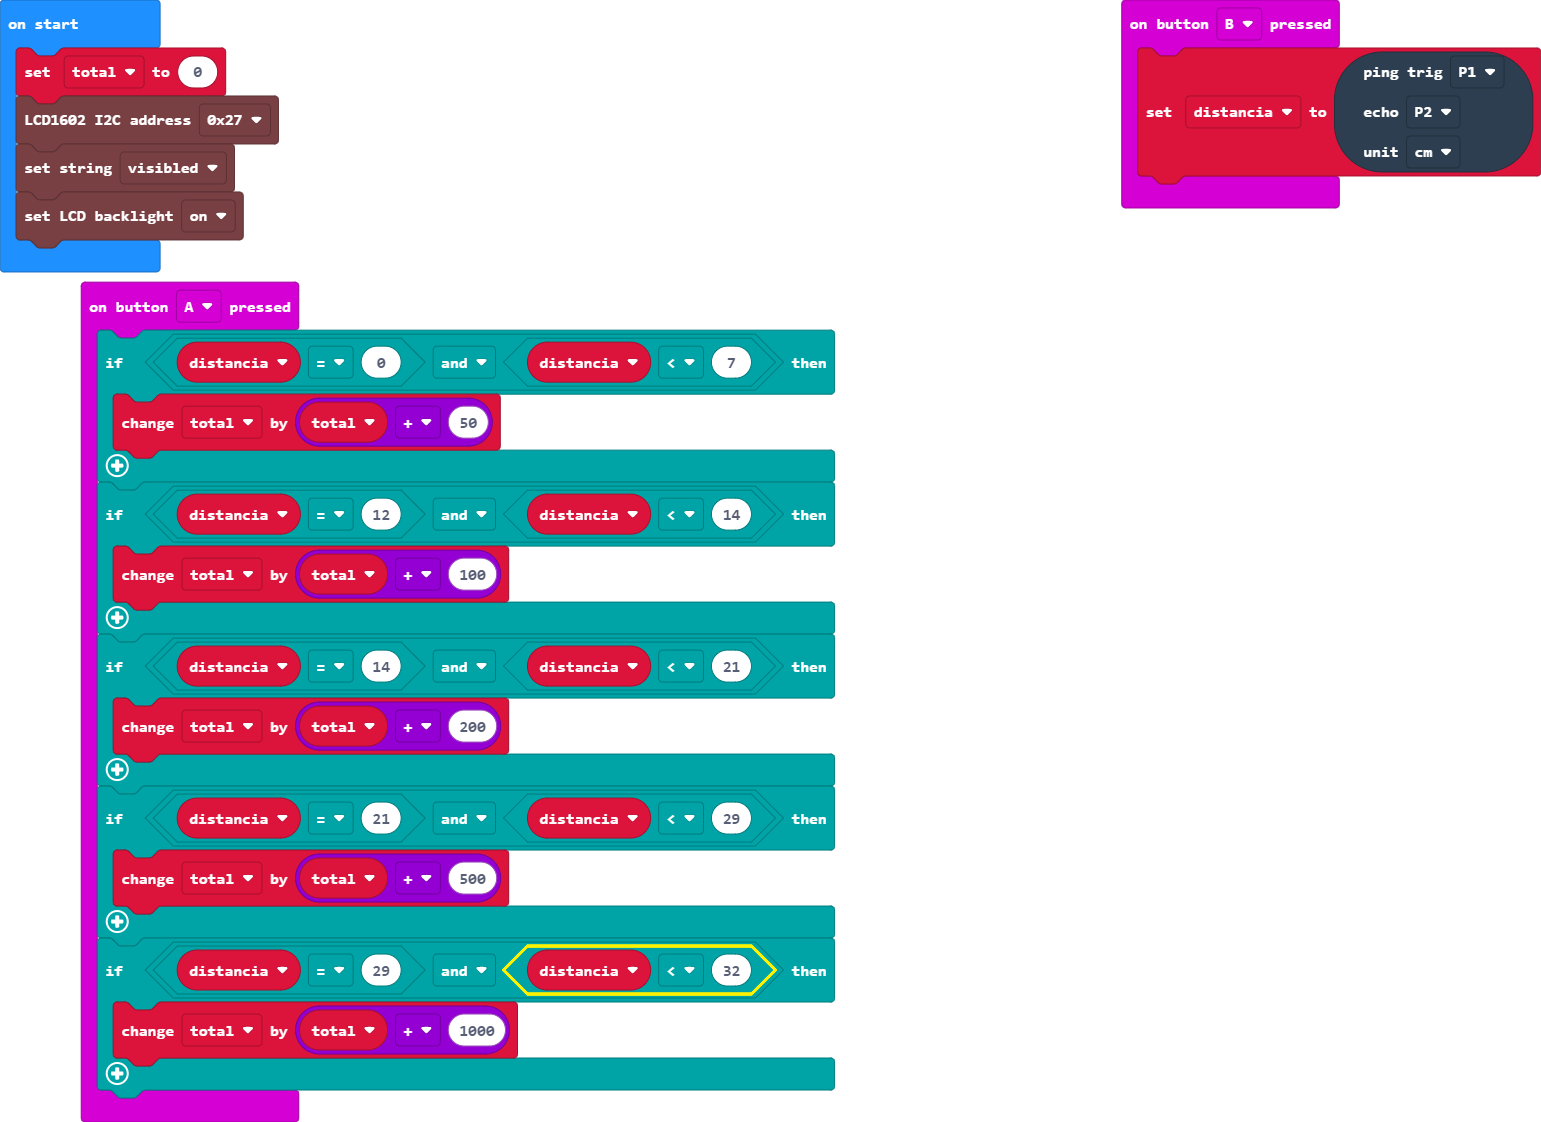 on start
set total to 0
LCD1602 I2C address 0x27
set string visibled
set LCD backlight on
on button B pressed
set distancia to ping trig P1
echo P2
unit cm
on button A pressed
if distancia = 0 and distancia < 7 then
change total by total + 50
if distancia = 12 and distancia < 14 then
change total by total + 100
if distancia = 14 and distancia < 21 then
change total by total + 200
if distancia = 21 and distancia < 29 then
change total by total + 500
if distancia = 29 and distancia < 32 then
change total by total + 1000